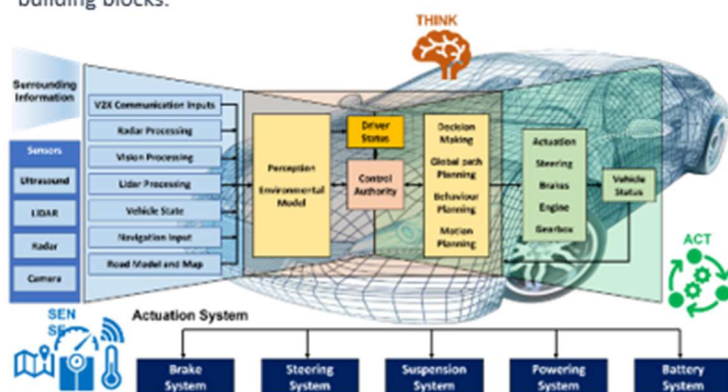 building blocks.
THINK
Surrounding
Information
Sensors
Ultrasound
LIDAR
Radar
Camera
V2X Communication Inputs
Radar Processing
Vision Processing
Lidar Processing
Vehicle State
Navigation Input
Road Model and Map
Perception
Environmental
Model
Driver
Status
Control
Authority
Decision
Making
Global path
Planning
Behaviour
Planning
Motion
Planning
Actuation
Steering
Brakes
Engine
Gearbox
Vehicle
Status
ACT
SEN
SE
Actuation System
Brake
System
Steering
System
Suspension
System
Powering
System
Battery
System